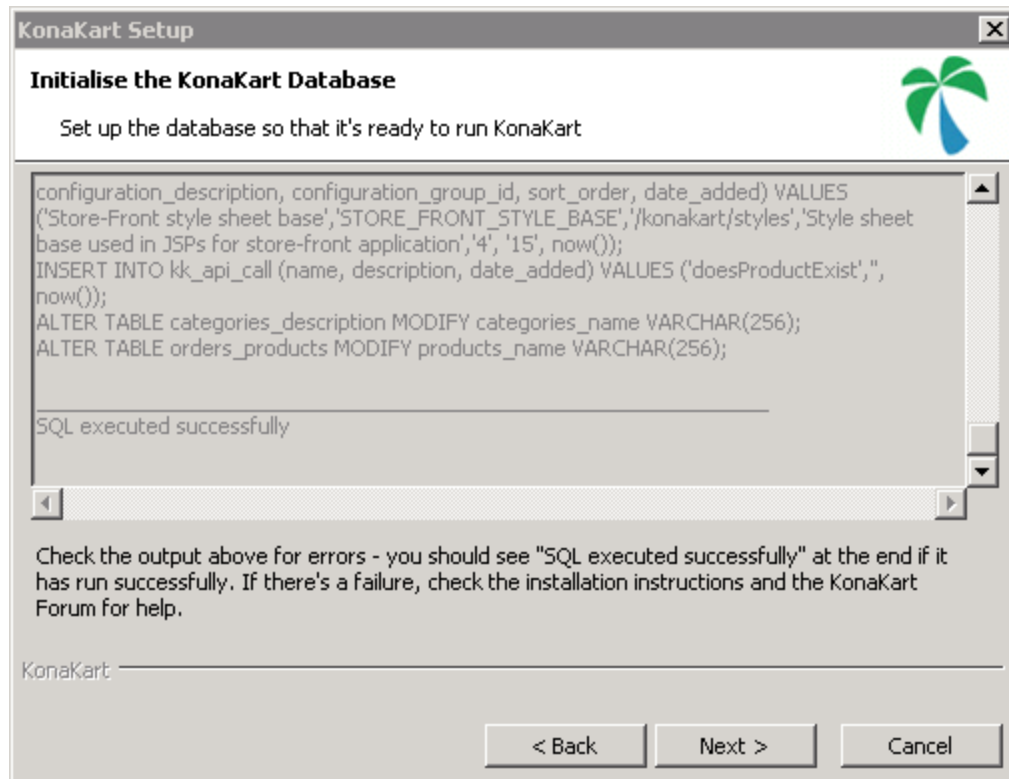 KonaKart Setup
Initialise the KonaKart Database
Set up the database so that it's ready to run KonaKart
configuration_description, configuration_group_id, sort_order, date_added) VALUES
('Store-Front style sheet base','STORE_FRONT_STYLE_BASE','/konakart/styles','Style sheet
base used in JSPs for store-front application','4', '15', now());
INSERT INTO kk_api_call (name, description, date_added) VALUES ('doesProductExist','',
now());
ALTER TABLE categories_description MODIFY categories_name VARCHAR(256);
ALTER TABLE orders_products MODIFY products_name VARCHAR(256);
SQL executed successfully
Check the output above for errors - you should see "SQL executed successfully" at the end if it
has run successfully. If there's a failure, check the installation instructions and the KonaKart
Forum for help.
KonaKart
< Back
Next >
Cancel